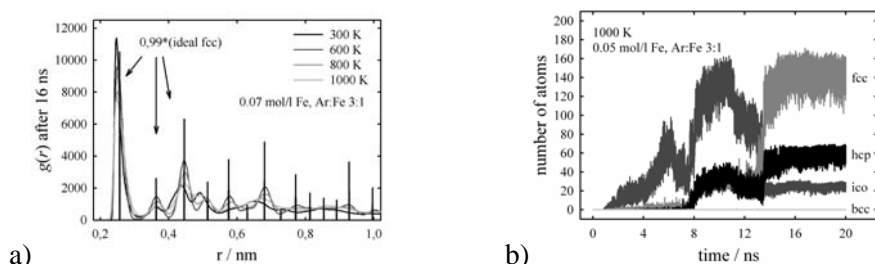 12000
10000
8000
6000
4000
2000
0
g(r) after 16 ns
0,99*(ideal fcc)
300 K
600 K
800 K
1000 K
0.07 mol/l Fe, Ar:Fe 3:1
0,2 0,4 0,6 0,8 1,0
r / nm
a)
200
180
160
140
120
100
80
60
40
20
0
number of atoms
1000 K
0.05 mol/l Fe, Ar:Fe 3:1
fcc
hcp
ico
bcc
0 4 8 12 16 20
time / ns
b)